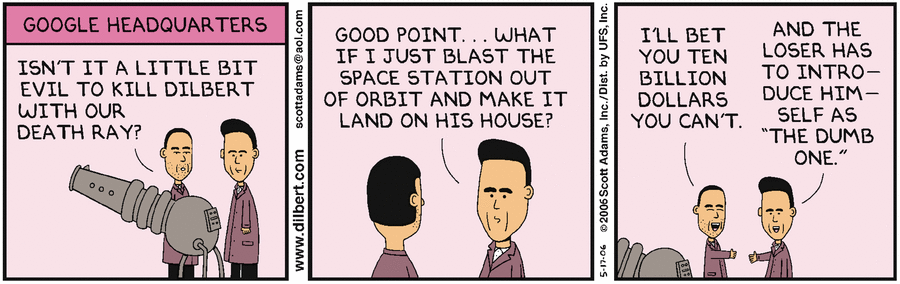 GOOGLE HEADQUARTERS
ISN'T IT A LITTLE BIT
EVIL TO KILL DILBERT
WITH OUR
DEATH RAY?
www.dilbert.com
scottadams@aol.com
GOOD POINT... WHAT
IF I JUST BLAST THE
SPACE STATION OUT
OF ORBIT AND MAKE IT
LAND ON HIS HOUSE?
5-17-06
©2006 Scott Adams, Inc./Dist. by UFS, Inc.
I'LL BET
YOU TEN
BILLION
DOLLARS
YOU CAN'T.
AND THE
LOSER HAS
TO INTRO-
DUCE HIM-
SELF AS
"THE DUMB
ONE."